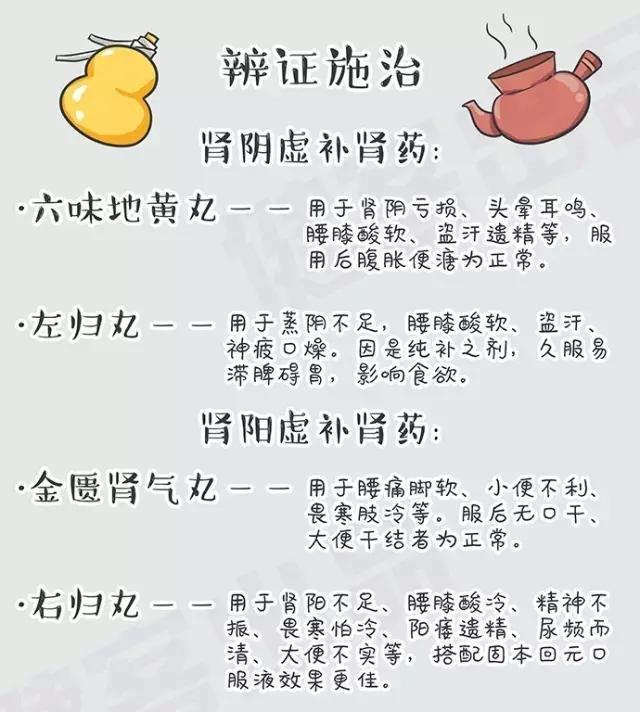 辨证施治
肾阴虚补肾药:
·六味地黄丸——用于肾阴亏损、头晕耳鸣、
腰膝酸软、盗汗遗精等，服
用后腹胀便溏为正常。
·左归丸——用于蒸阴不足，腰膝酸软、盗汗、
神疲口燥。因是纯补之剂，久服易
滞脾碍胃，影响食欲。
肾阳虚补肾药:
·金匮肾气丸——用于腰痛脚软、小便不利、
畏寒肢冷等。服后无口干、
大便干结者为正常。
·右归丸——用于肾阳不足、腰膝酸冷、精神不
振、畏寒怕冷、阳痿遗精、尿频而
清、大便不实等，搭配固本回元口
服液效果更佳。